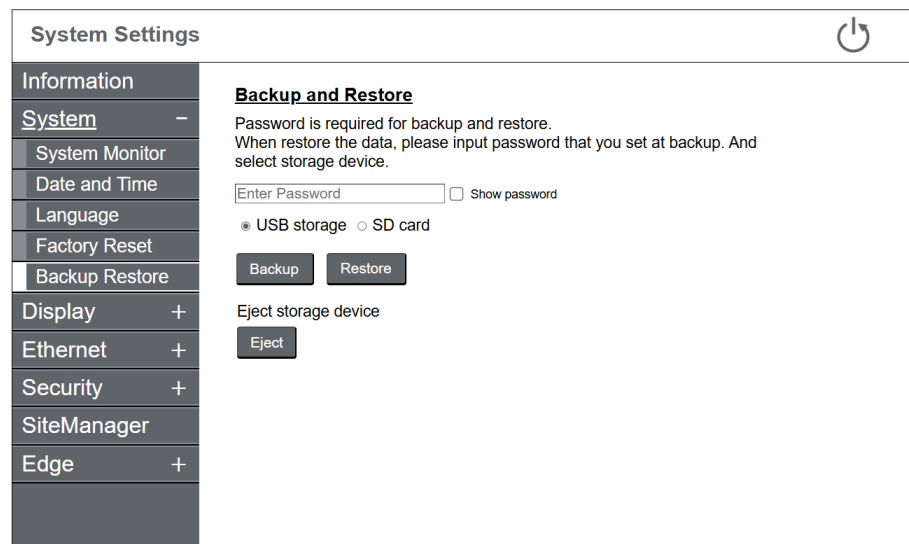 System Settings
Information
System −
System Monitor
Date and Time
Language
Factory Reset
Backup Restore
Display +
Ethernet +
Security +
SiteManager
Edge +
Backup and Restore
Password is required for backup and restore.
When restore the data, please input password that you set at backup. And
select storage device.
Enter Password Show password
USB storage SD card
Backup Restore
Eject storage device
Eject